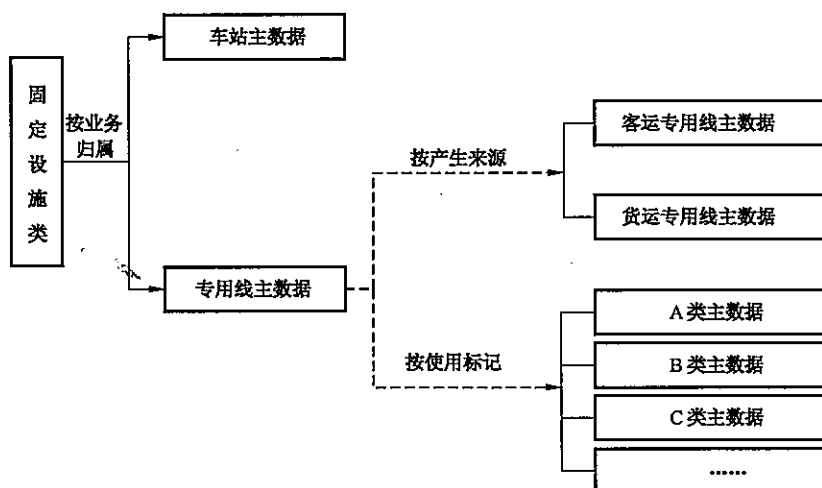 固定设施类
按业务
归属
车站主数据
专用线主数据
按产生来源
客运专用线主数据
货运专用线主数据
按使用标记
A类主数据
B类主数据
C类主数据
……